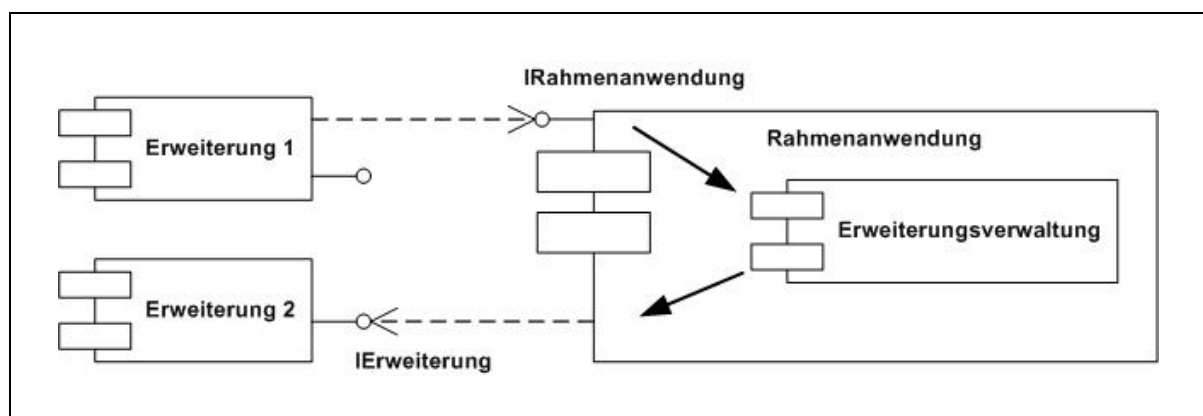 IRahmenanwendung
Rahmenanwendung
Erweiterung 1
Erweiterungsverwaltung
Erweiterung 2
IErweiterung